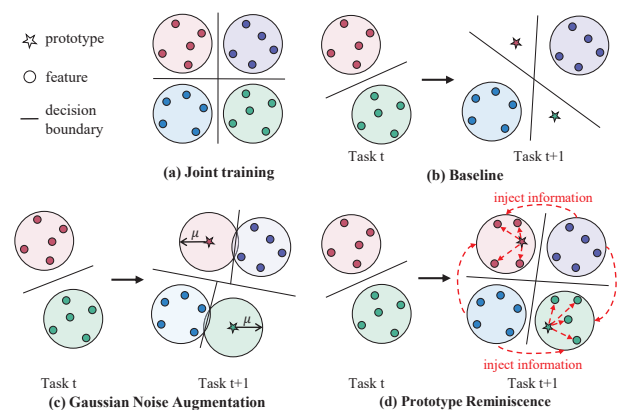 prototype
feature
decision
boundary
(a) Joint training
Task t
Task t+1
(b) Baseline
μ
μ
Task t
Task t+1
(c) Gaussian Noise Augmentation
inject information
inject information
Task t
Task t+1
(d) Prototype Reminiscence